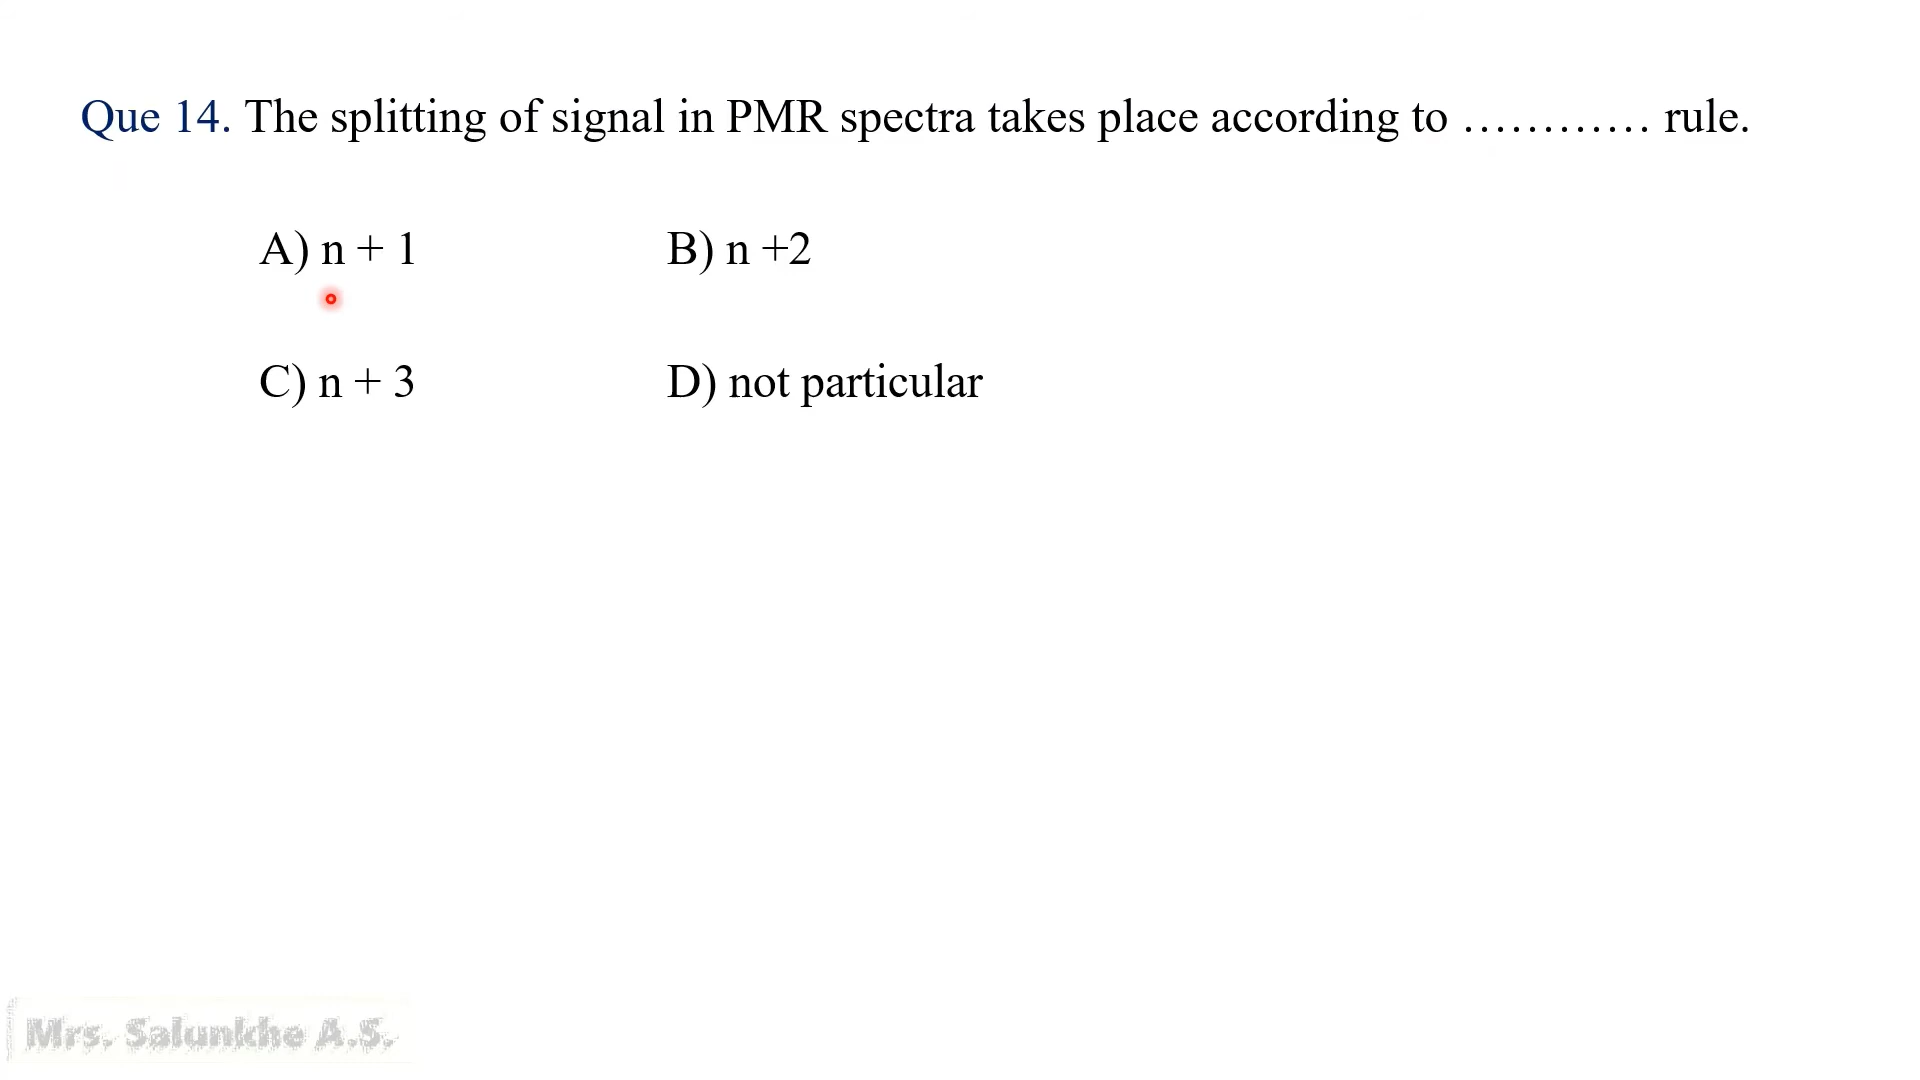 Que 14. The splitting of signal in PMR spectra takes place according to ………… rule.
A) n + 1 B) n +2
C) n + 3 D) not particular
Mrs. Salunkhe A.S.